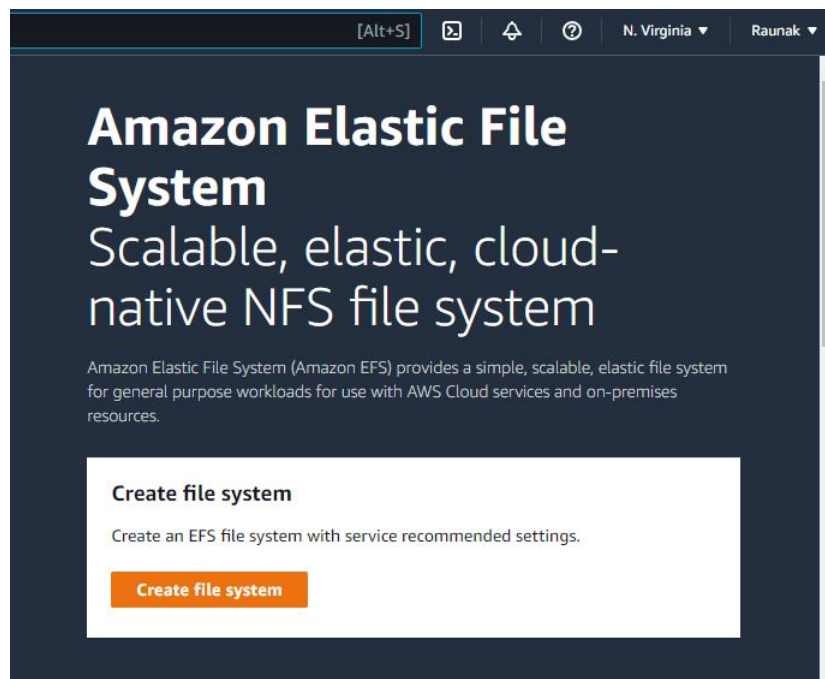 [Alt+S] N. Virginia ▼ Raunak ▼
Amazon Elastic File
System
Scalable, elastic, cloud-
native NFS file system
Amazon Elastic File System (Amazon EFS) provides a simple, scalable, elastic file system
for general purpose workloads for use with AWS Cloud services and on-premises
resources.
Create file system
Create an EFS file system with service recommended settings.
Create file system